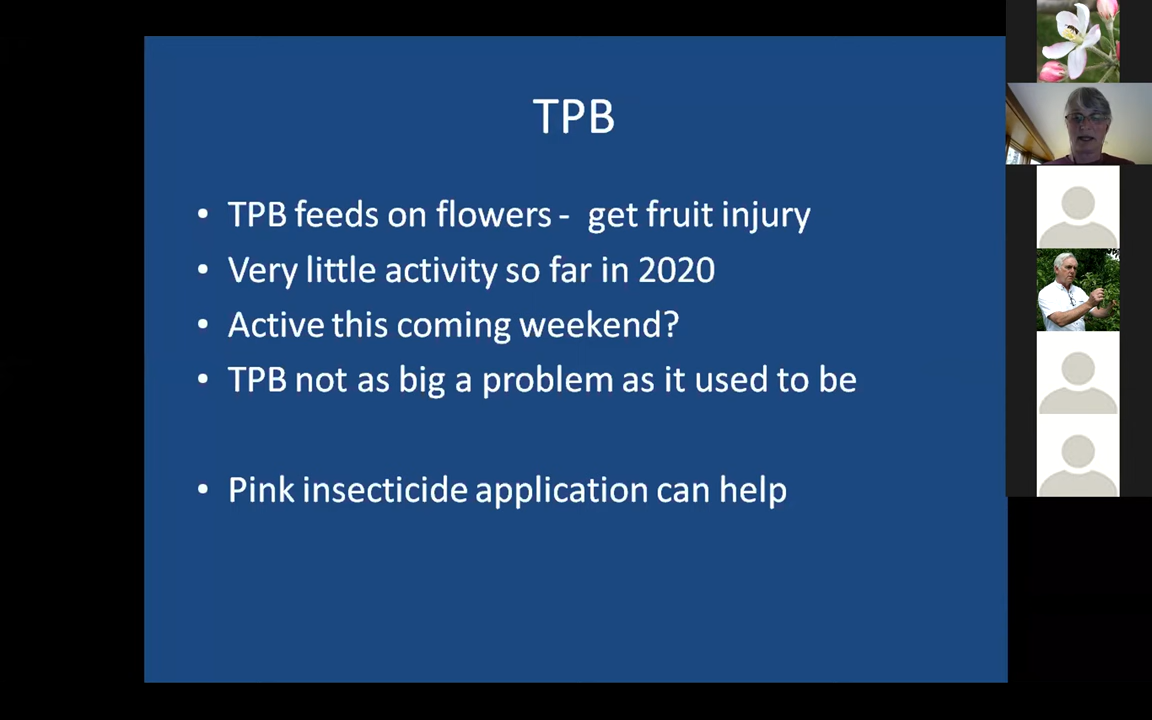 TPB
• TPB feeds on flowers - get fruit injury
• Very little activity so far in 2020
• Active this coming weekend?
• TPB not as big a problem as it used to be
• Pink insecticide application can help